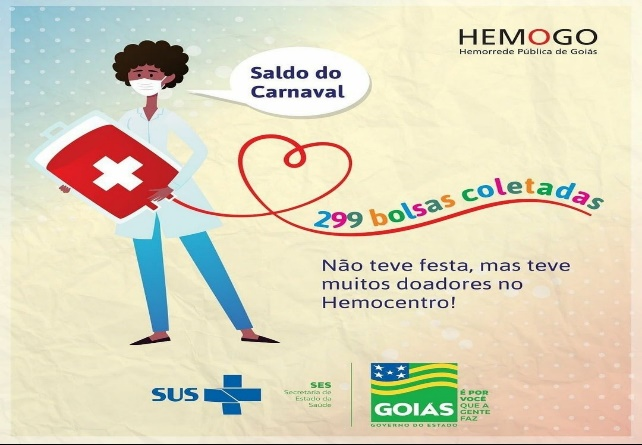 HEMOGO
Hemorrede Pública de Goiás
Saldo do
Carnaval
299 bolsas coletadas
Não teve festa, mas teve
muitos doadores no
Hemocentro!
SUS
SES
Secretaria de
Estado da
Saúde
GOIÁS
GOVERNO DO ESTADO
É POR
VOCÊ
QUE A
GENTE
FAZ